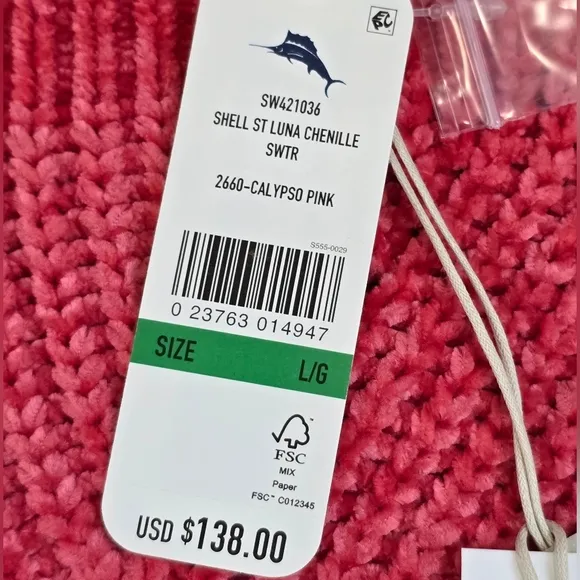 SW421036
SHELL ST LUNA CHENILLE
SWTR
2660-CALYPSO PINK
S555-0029
0 23763 014947
SIZE L/G
FSC
MIX
Paper
FSC™ C012345
USD $138.00